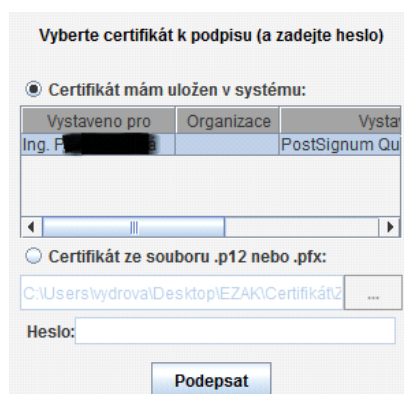 Vyberte certifikát k podpisu (a zadejte heslo)
Certifikát mám uložen v systému:
Vystaveno pro Organizace Vystav
Ing. P PostSignum Qu
Certifikát ze souboru .p12 nebo .pfx:
C:\Users\vydrova\Desktop\EZAK\Certifikát\Z ...
Heslo:
Podepsat